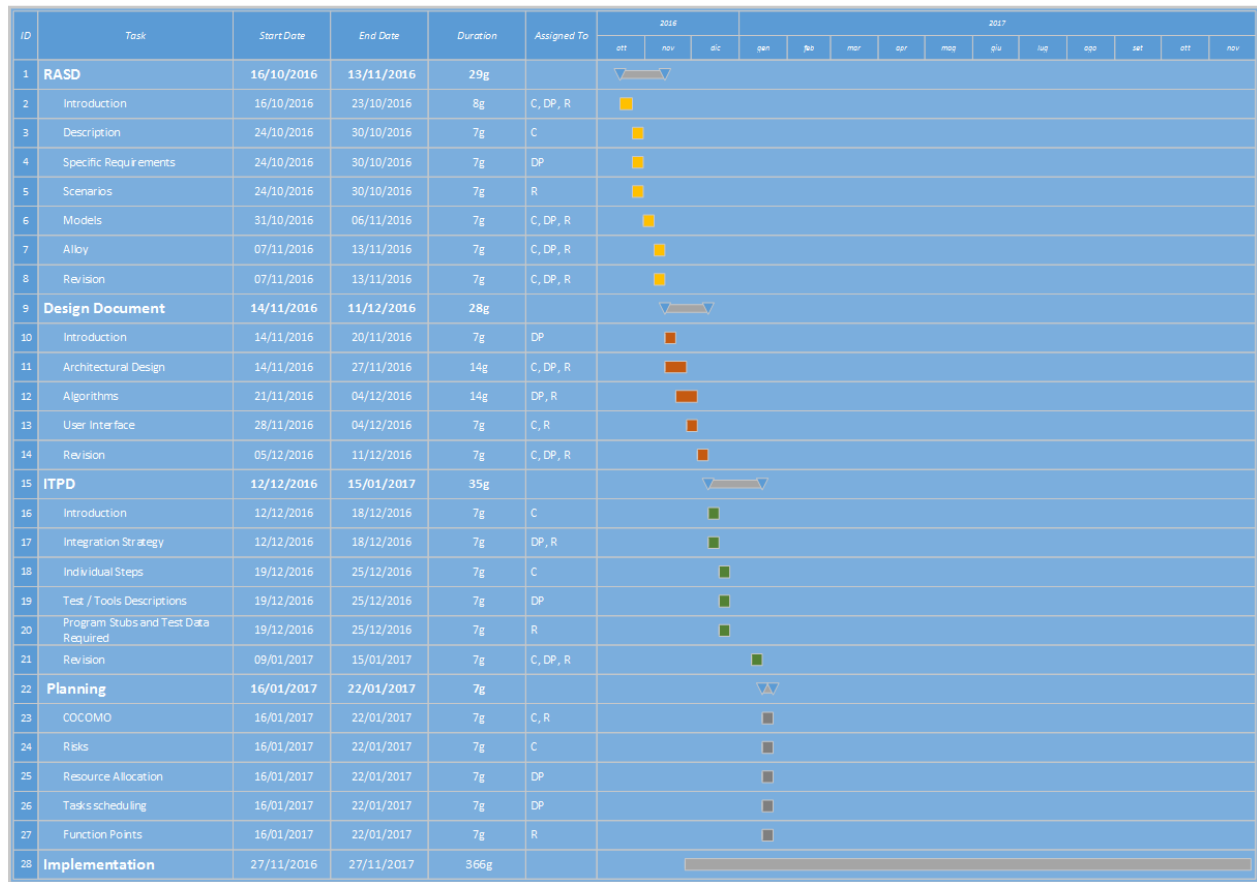 ID Task Start Date End Date Duration Assigned To 2016 2017
ott nov dic gen feb mar apr mag giu lug ago set ott nov
1 RASD 16/10/2016 13/11/2016 29g
2 Introduction 16/10/2016 23/10/2016 8g C, DP, R
3 Description 24/10/2016 30/10/2016 7g C
4 Specific Requirements 24/10/2016 30/10/2016 7g DP
5 Scenarios 24/10/2016 30/10/2016 7g R
6 Models 31/10/2016 06/11/2016 7g C, DP, R
7 Alloy 07/11/2016 13/11/2016 7g C, DP, R
8 Revision 07/11/2016 13/11/2016 7g C, DP, R
9 Design Document 14/11/2016 11/12/2016 28g
10 Introduction 14/11/2016 20/11/2016 7g DP
11 Architectural Design 14/11/2016 27/11/2016 14g C, DP, R
12 Algorithms 21/11/2016 04/12/2016 14g DP, R
13 User Interface 28/11/2016 04/12/2016 7g C, R
14 Revision 05/12/2016 11/12/2016 7g C, DP, R
15 ITPD 12/12/2016 15/01/2017 35g
16 Introduction 12/12/2016 18/12/2016 7g C
17 Integration Strategy 12/12/2016 18/12/2016 7g DP, R
18 Individual Steps 19/12/2016 25/12/2016 7g C
19 Test / Tools Descriptions 19/12/2016 25/12/2016 7g DP
20 Program Stubs and Test Data Required 19/12/2016 25/12/2016 7g R
21 Revision 09/01/2017 15/01/2017 7g C, DP, R
22 Planning 16/01/2017 22/01/2017 7g
23 COCOMO 16/01/2017 22/01/2017 7g C, R
24 Risks 16/01/2017 22/01/2017 7g C
25 Resource Allocation 16/01/2017 22/01/2017 7g DP
26 Tasks scheduling 16/01/2017 22/01/2017 7g DP
27 Function Points 16/01/2017 22/01/2017 7g R
28 Implementation 27/11/2016 27/11/2017 366g